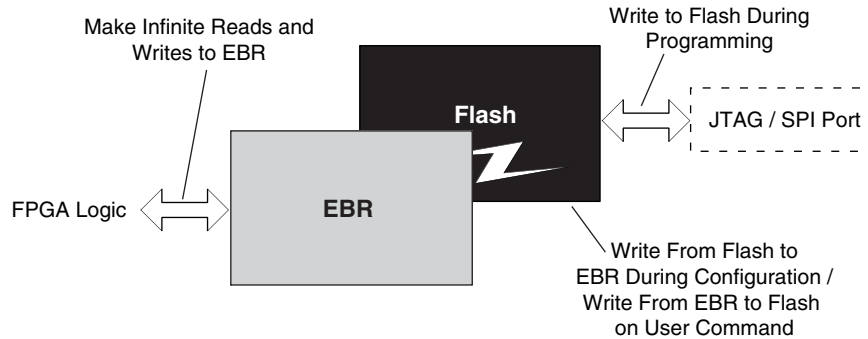 Make Infinite Reads and
Writes to EBR
Write to Flash During
Programming
Flash
JTAG / SPI Port
FPGA Logic
EBR
Write From Flash to
EBR During Configuration /
Write From EBR to Flash
on User Command